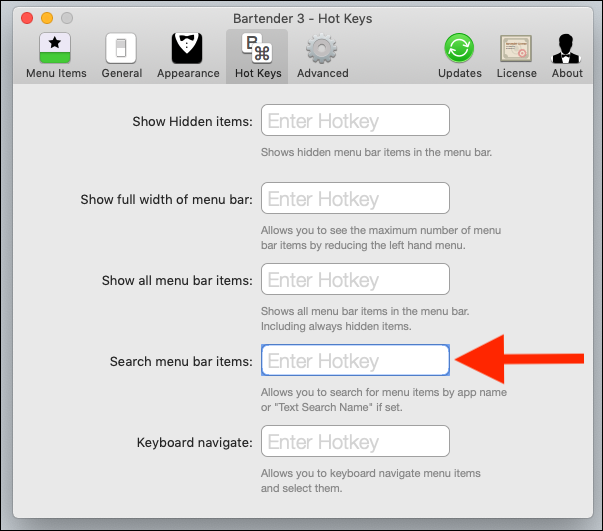 Bartender 3 - Hot Keys
Menu Items General Appearance Hot Keys Advanced Updates License About
Show Hidden items: Enter Hotkey
Shows hidden menu bar items in the menu bar.
Show full width of menu bar: Enter Hotkey
Allows you to see the maximum number of menu
bar items by reducing the left hand menu.
Show all menu bar items: Enter Hotkey
Shows all menu bar items in the menu bar.
Including always hidden items.
Search menu bar items: Enter Hotkey
Allows you to search for menu items by app name
or "Text Search Name" if set.
Keyboard navigate: Enter Hotkey
Allows you to keyboard navigate menu items
and select them.